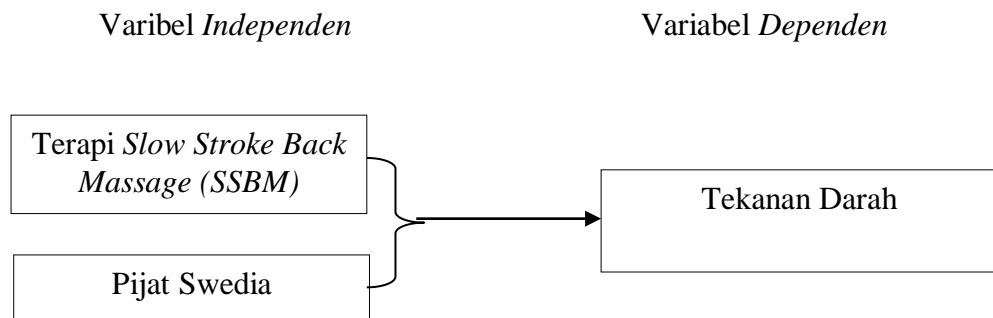 Varibel Independen
Variabel Dependen
Terapi Slow Stroke Back
Massage (SSBM)
Tekanan Darah
Pijat Swedia